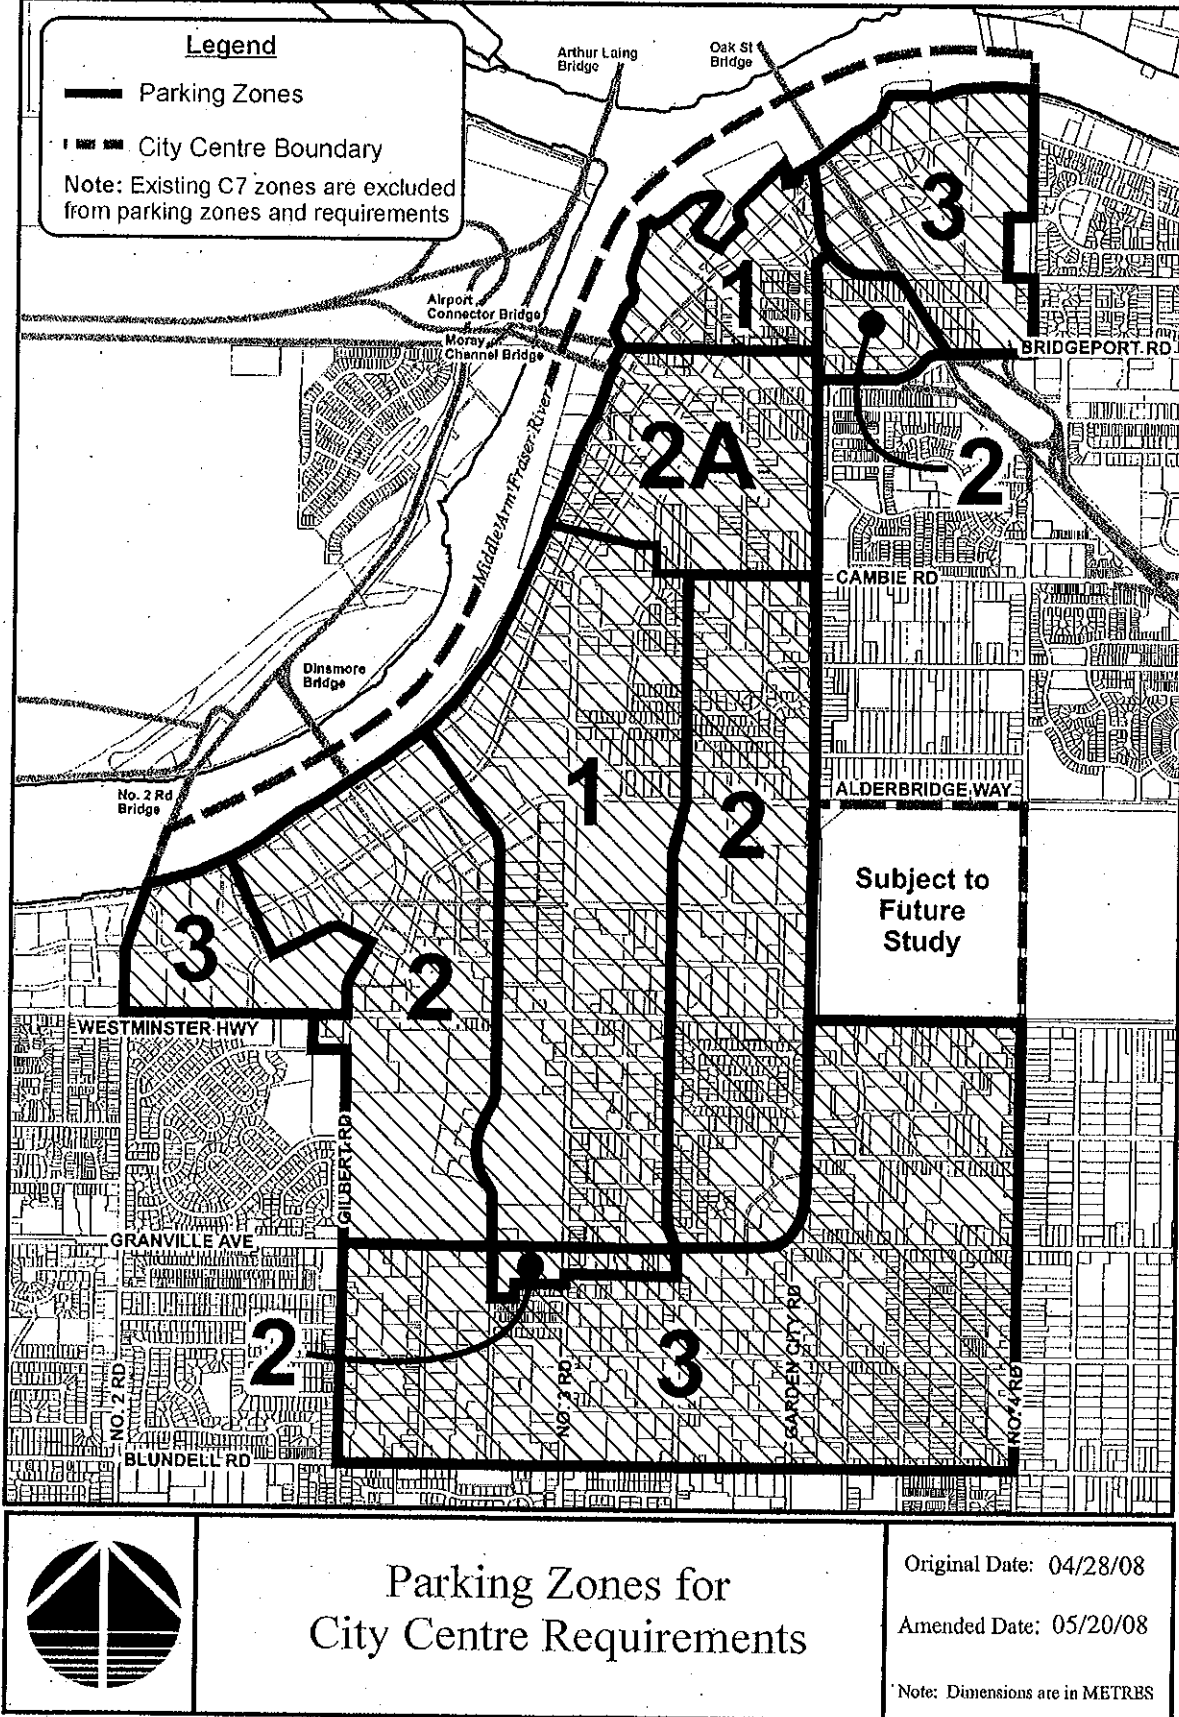 Legend
Parking Zones
City Centre Boundary
Note: Existing C7 zones are excluded
from parking zones and requirements
Arthur Laing
Bridge
Oak St
Bridge
3
1
Airport
Connector Bridge
Moray
Channel Bridge
BRIDGEPORT RD
Middle Arm Fraser River
2A
2
CAMBIE RD
Dinsmore
Bridge
No. 2 Rd
Bridge
1
2
ALDERBRIDGE WAY
Subject to
Future
Study
3
2
WESTMINSTER HWY
GILBERT RD
GRANVILLE AVE
2
3
NO. 2 RD
NO. 3 RD
GARDEN CITY RD
NO. 4 RD
BLUNDELL RD
Parking Zones for
City Centre Requirements
Original Date: 04/28/08
Amended Date: 05/20/08
Note: Dimensions are in METRES